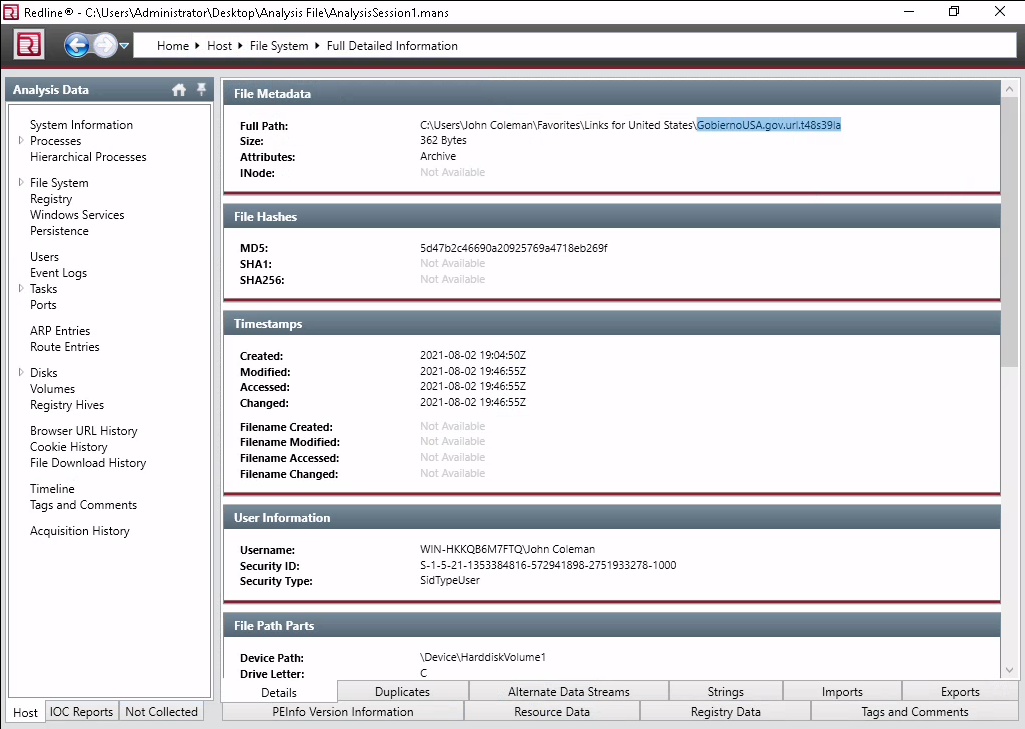 Redline® - C:\Users\Administrator\Desktop\Analysis File\AnalysisSession1.mans
Home Host File System Full Detailed Information
Analysis Data
System Information
Processes
Hierarchical Processes
File System
Registry
Windows Services
Persistence
Users
Event Logs
Tasks
Ports
ARP Entries
Route Entries
Disks
Volumes
Registry Hives
Browser URL History
Cookie History
File Download History
Timeline
Tags and Comments
Acquisition History
Host IOC Reports Not Collected
File Metadata
Full Path: C:\Users\John Coleman\Favorites\Links for United States\GobiernoUSA.gov.url.t48s39la
Size: 362 Bytes
Attributes: Archive
INode: Not Available
File Hashes
MD5: 5d47b2c46690a20925769a4718eb269f
SHA1: Not Available
SHA256: Not Available
Timestamps
Created: 2021-08-02 19:04:50Z
Modified: 2021-08-02 19:46:55Z
Accessed: 2021-08-02 19:46:55Z
Changed: 2021-08-02 19:46:55Z
Filename Created: Not Available
Filename Modified: Not Available
Filename Accessed: Not Available
Filename Changed: Not Available
User Information
Username: WIN-HKKQB6M7FTQ\John Coleman
Security ID: S-1-5-21-1353384816-572941898-2751933278-1000
Security Type: SidTypeUser
File Path Parts
Device Path: \Device\HarddiskVolume1
Drive Letter: C
Details Duplicates Alternate Data Streams Strings Imports Exports
PEInfo Version Information Resource Data Registry Data Tags and Comments